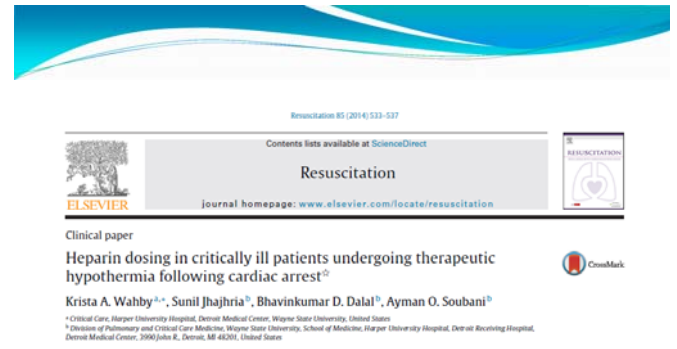 Resuscitation 85 (2014) 533–537
Contents lists available at ScienceDirect
Resuscitation
journal homepage: www.elsevier.com/locate/resuscitation
ELSEVIER
RESUSCITATION
Clinical paper
Heparin dosing in critically ill patients undergoing therapeutic
hypothermia following cardiac arrest☆
CrossMark
Krista A. Wahby a,*, Sunil Jhajhria b, Bhavinkumar D. Dalal b, Ayman O. Soubani b
a Critical Care, Harper University Hospital, Detroit Medical Center, Wayne State University, United States
b Division of Pulmonary and Critical Care Medicine, Wayne State University, School of Medicine, Harper University Hospital, Detroit Receiving Hospital,
Detroit Medical Center, 3990 John R., Detroit, MI 48201, United States